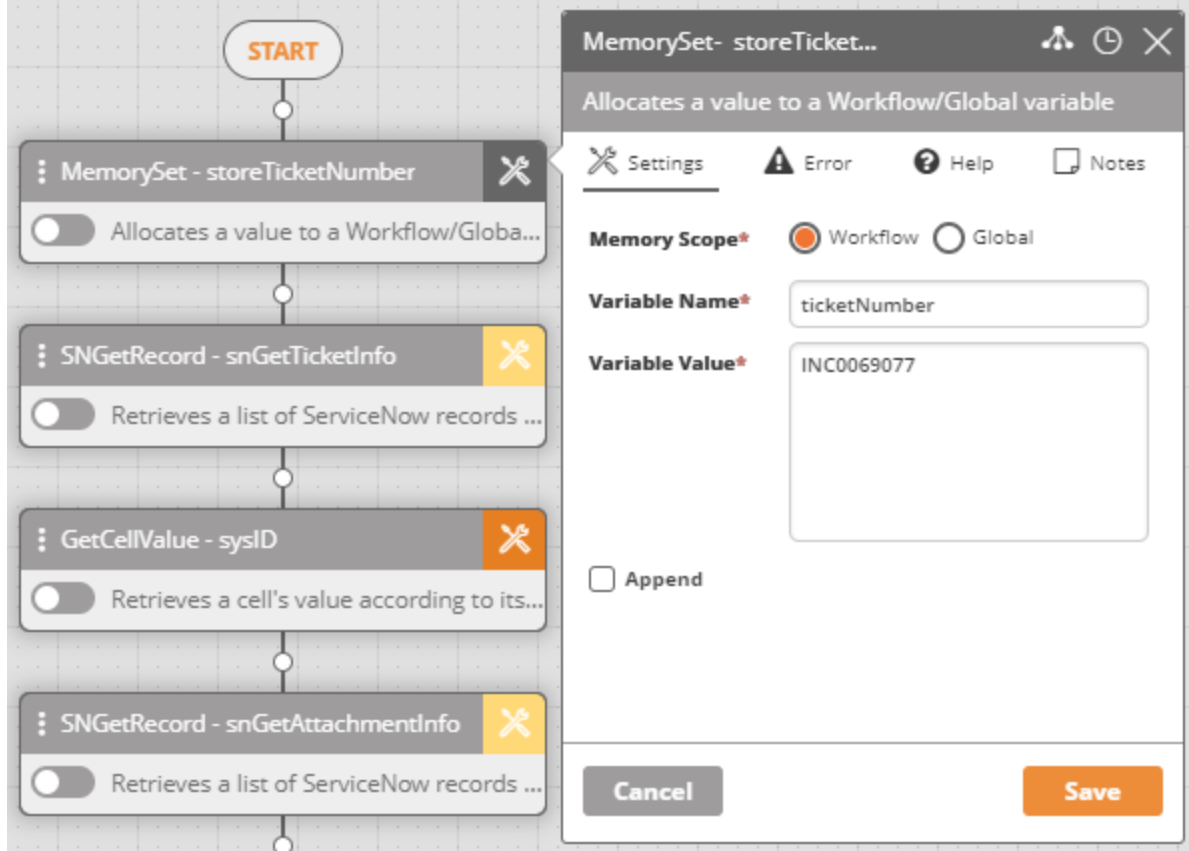 START
MemorySet - storeTicketNumber
Allocates a value to a Workflow/Globa...
SNGetRecord - snGetTicketInfo
Retrieves a list of ServiceNow records ...
GetCellValue - sysID
Retrieves a cell's value according to its...
SNGetRecord - snGetAttachmentInfo
Retrieves a list of ServiceNow records ...
MemorySet- storeTicket...
Allocates a value to a Workflow/Global variable
Settings Error Help Notes
Memory Scope* Workflow Global
Variable Name* ticketNumber
Variable Value* INC0069077
Append
Cancel Save